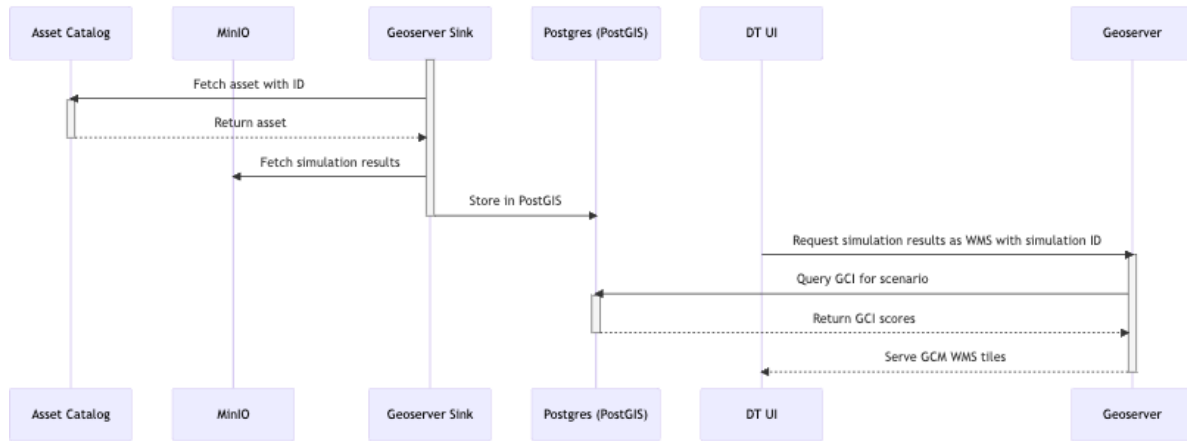 Asset Catalog
MinIO
Geoserver Sink
Postgres (PostGIS)
DT UI
Geoserver
Fetch asset with ID
Return asset
Fetch simulation results
Store in PostGIS
Request simulation results as WMS with simulation ID
Query GCI for scenario
Return GCI scores
Serve GCM WMS tiles
Asset Catalog
MinIO
Geoserver Sink
Postgres (PostGIS)
DT UI
Geoserver